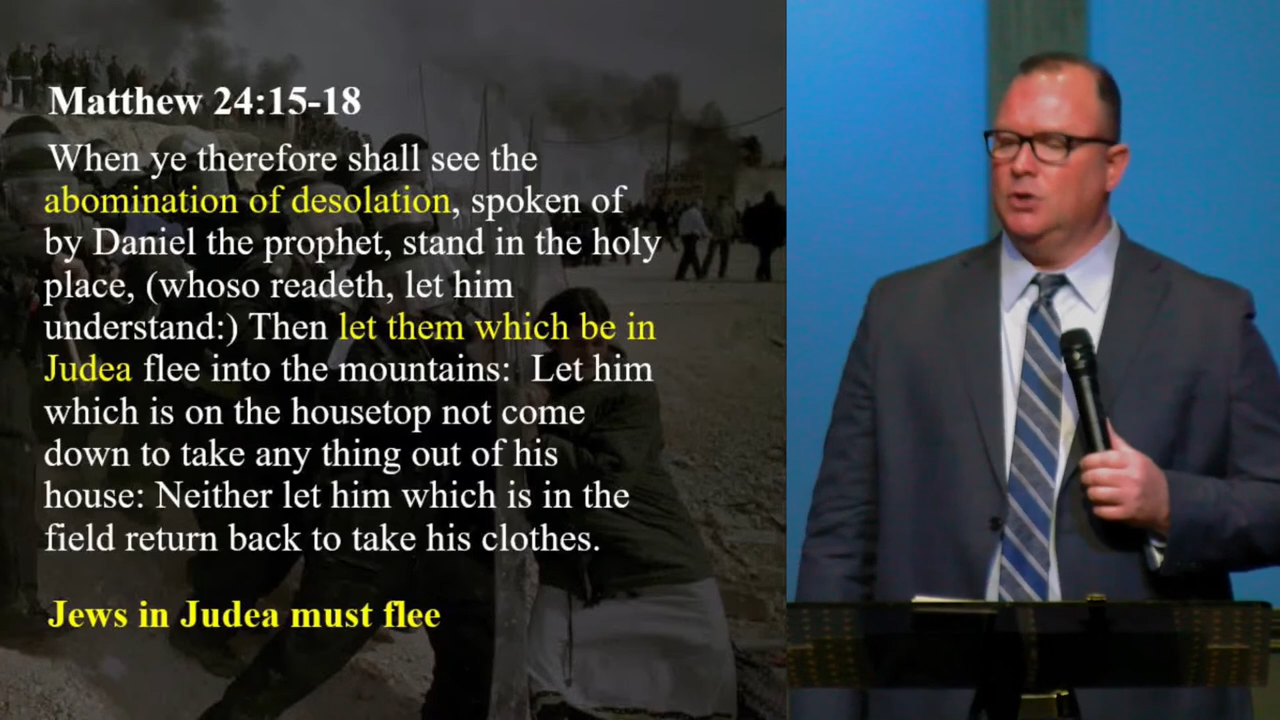 Matthew 24:15-18
When ye therefore shall see the
abomination of desolation, spoken of
by Daniel the prophet, stand in the holy
place, (whoso readeth, let him
understand:) Then let them which be in
Judea flee into the mountains:  Let him
which is on the housetop not come
down to take any thing out of his
house: Neither let him which is in the
field return back to take his clothes.
Jews in Judea must flee